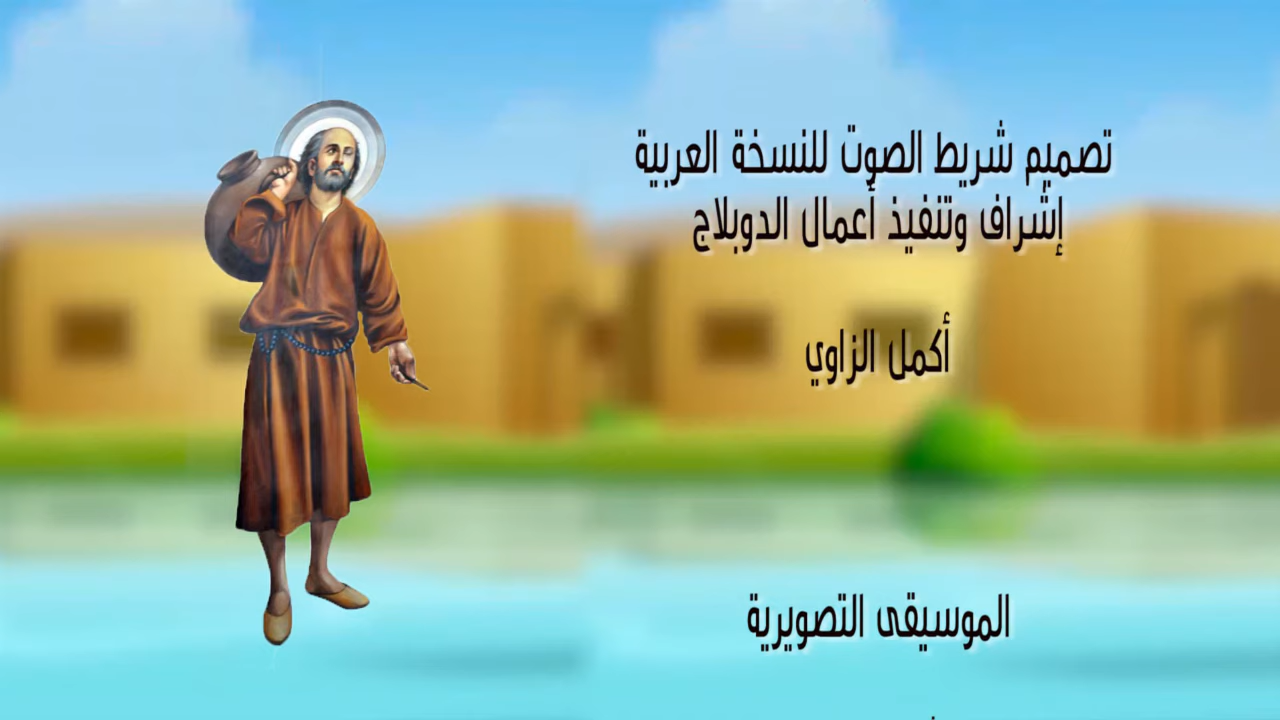 تصميم شريط الصوت للنسخة العربية
إشراف وتنفيذ أعمال الدوبلاج
أكمل الزاوي
الموسيقى التصويرية